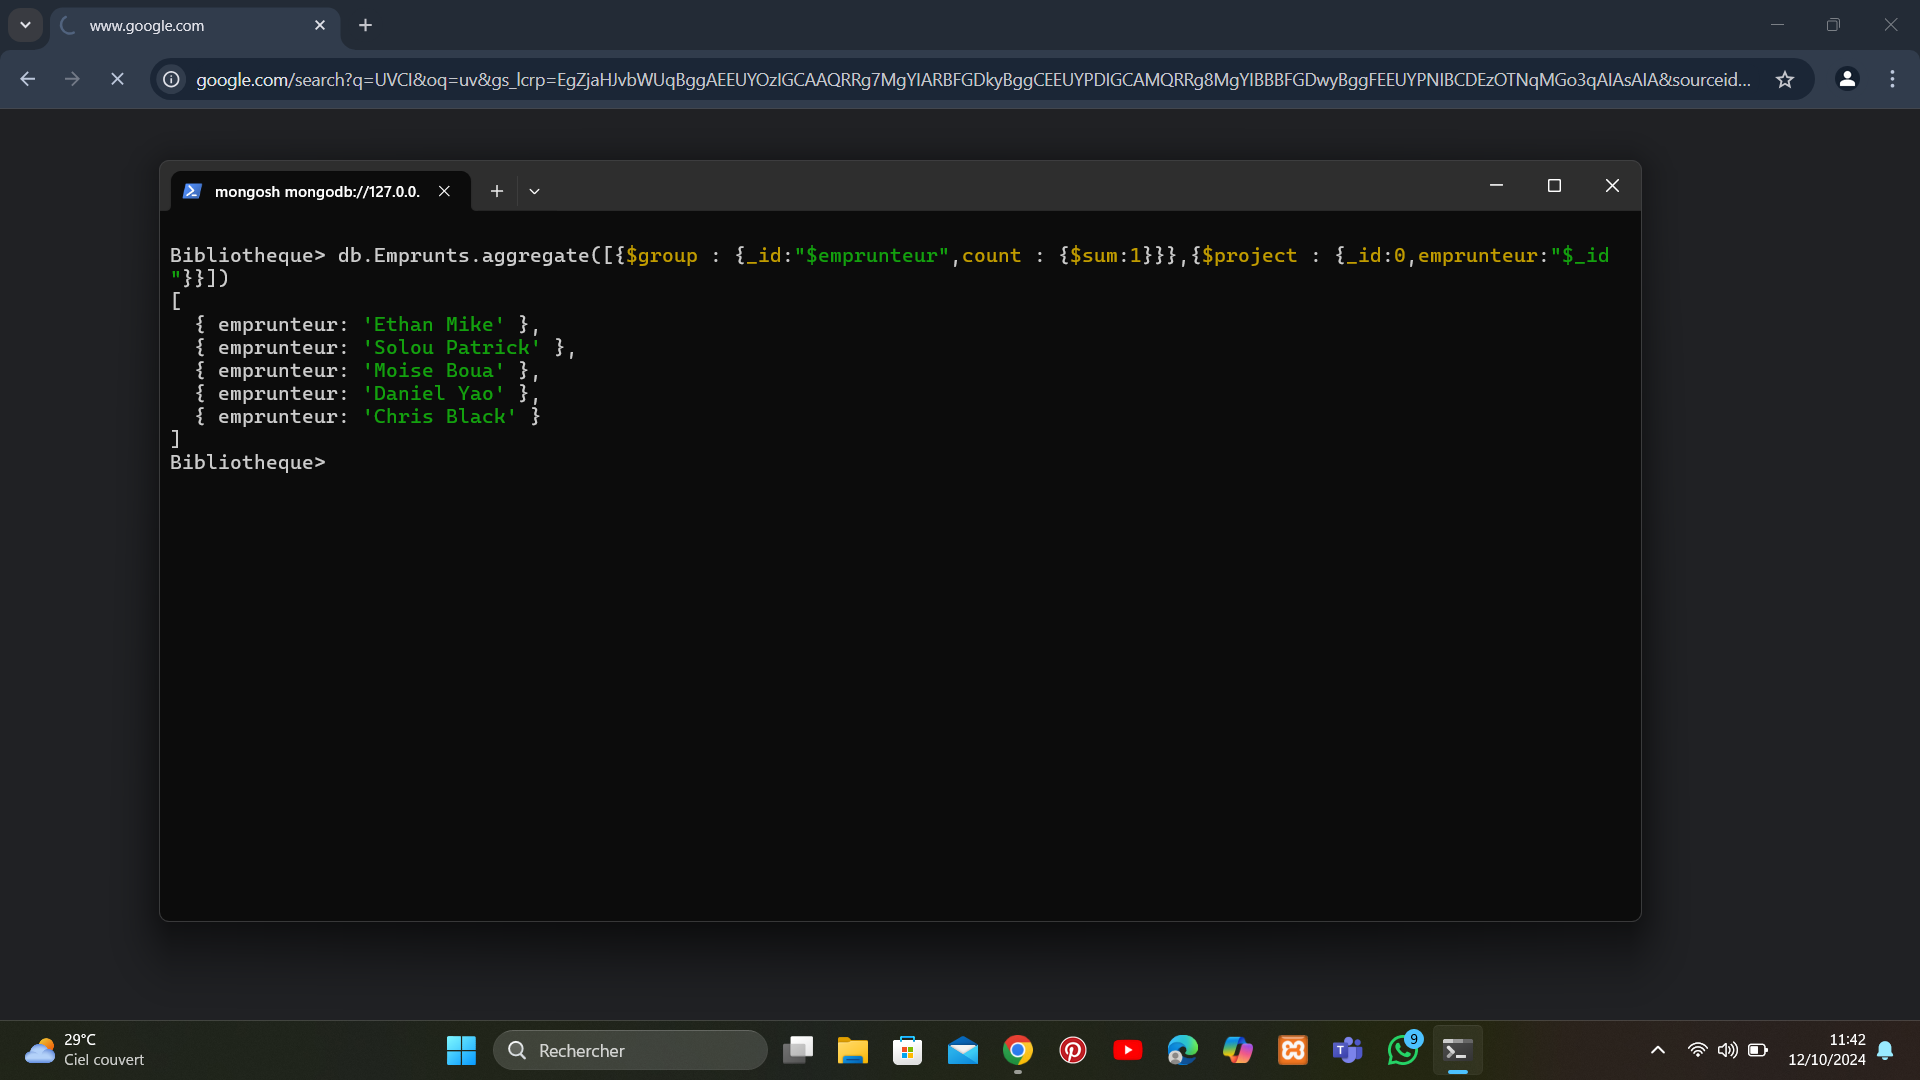 www.google.com
google.com/search?q=UVCI&oq=uv&gs_lcrp=EgZjaHJvbWUqBggAEEUYOzIGCAAQRRg7MgYIARBFGDkyBggCEEUYPDIGCAMQRRg8MgYIBBBFGDwyBggFEEUYPNIBCDEzOTNqMGo3qAIAsAIA&sourceid...
mongosh mongodb://127.0.0.
Bibliotheque> db.Emprunts.aggregate([{$group : {_id:"$emprunteur",count : {$sum:1}}},{$project : {_id:0,emprunteur:"$_id
"}}])
[
  { emprunteur: 'Ethan Mike' },
  { emprunteur: 'Solou Patrick' },
  { emprunteur: 'Moise Boua' },
  { emprunteur: 'Daniel Yao' },
  { emprunteur: 'Chris Black' }
]
Bibliotheque>
29°C
Ciel couvert
Rechercher
9
11:42
12/10/2024